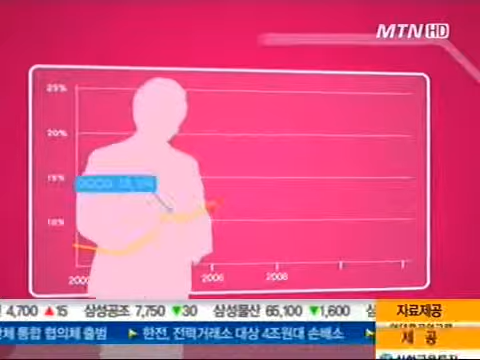 MTN HD
25%
20%
15%
10%
2006
2008
4,700 ▲15 삼성공조 7,750 ▼30 삼성물산 65,100 ▼1,600
자료제공
통합 협의체 출범 ▶ 한전, 전력거래소 대상 4조원대 손해소
제 공